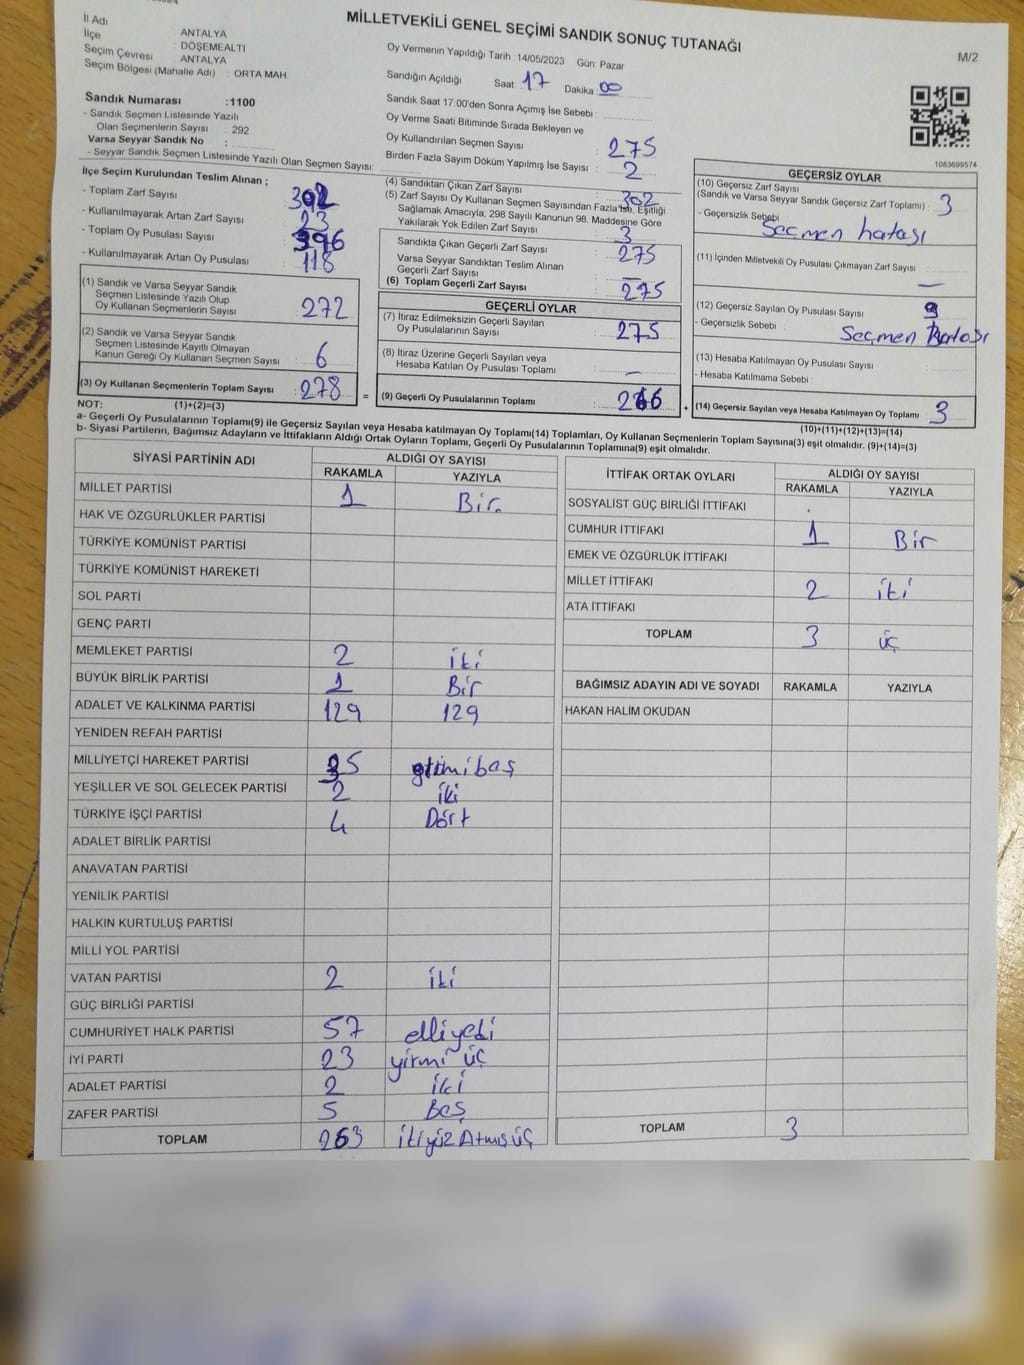 MİLLETVEKİLİ GENEL SEÇİMİ SANDIK SONUÇ TUTANAĞI
M/2
İl Adı : ANTALYA
İlçe : DÖŞEMEALTI
Seçim Çevresi : ANTALYA
Seçim Bölgesi (Mahalle Adı) : ORTA MAH.
Sandık Numarası :1100
- Sandık Seçmen Listesinde Yazılı
Olan Seçmenlerin Sayısı : 292
Varsa Seyyar Sandık No :
- Seyyar Sandık Seçmen Listesinde Yazılı Olan Seçmen Sayısı:
Oy Vermenin Yapıldığı Tarih : 14/05/2023 Gün: Pazar
Sandığın Açıldığı Saat: 17 Dakika: 00
Sandık Saat 17:00'den Sonra Açımış İse Sebebi :
Oy Verme Saati Bitiminde Sırada Bekleyen ve
Oy Kullandırılan Seçmen Sayısı : 275
Birden Fazla Sayım Döküm Yapılmış İse Sayısı : 2
1083699574
İlçe Seçim Kurulundan Teslim Alınan ;
- Toplam Zarf Sayısı : 302
- Kullanılmayarak Artan Zarf Sayısı : 23
- Toplam Oy Pusulası Sayısı : 396
- Kullanılmayarak Artan Oy Pusulası : 118
(1) Sandık ve Varsa Seyyar Sandık
Seçmen Listesinde Yazılı Olup
Oy Kullanan Seçmenlerin Sayısı : 272
(2) Sandık ve Varsa Seyyar Sandık
Seçmen Listesinde Kayıtlı Olmayan
Kanun Gereği Oy Kullanan Seçmen Sayısı : 6
(3) Oy Kullanan Seçmenlerin Toplam Sayısı : 278
(4) Sandıktan Çıkan Zarf Sayısı : 302
(5) Zarf Sayısı Oy Kullanan Seçmen Sayısından Fazla ise, Eşitliği
Sağlamak Amacıyla; 298 Sayılı Kanunun 98. Maddesine Göre
Yakılarak Yok Edilen Zarf Sayısı : 3
Sandıkta Çıkan Geçerli Zarf Sayısı : 275
Varsa Seyyar Sandıktan Teslim Alınan
Geçerli Zarf Sayısı : —
(6) Toplam Geçerli Zarf Sayısı : 275
GEÇERLİ OYLAR
(7) İtiraz Edilmeksizin Geçerli Sayılan
Oy Pusulalarının Sayısı : 275
(8) İtiraz Üzerine Geçerli Sayılan veya
Hesaba Katılan Oy Pusulası Toplamı : —
= (9) Geçerli Oy Pusulalarının Toplamı : 266
GEÇERSİZ OYLAR
(10) Geçersiz Zarf Sayısı
(Sandık ve Varsa Seyyar Sandık Geçersiz Zarf Toplamı) : 3
- Geçersizlik Sebebi : Seçmen hatası
(11) İçinden Milletvekili Oy Pusulası Çıkmayan Zarf Sayısı :
—
(12) Geçersiz Sayılan Oy Pusulası Sayısı :
- Geçersizlik Sebebi : Seçmen hatası
(13) Hesaba Katılmayan Oy Pusulası Sayısı :
- Hesaba Katılmama Sebebi :
+ (14) Geçersiz Sayılan veya Hesaba Katılmayan Oy Toplamı : 3
NOT: (1)+(2)=(3)
(10)+(11)+(12)+(13)=(14)
a- Geçerli Oy Pusulalarının Toplamı(9) ile Geçersiz Sayılan veya Hesaba katılmayan Oy Toplamı(14) Toplamları, Oy Kullanan Seçmenlerin Toplam Sayısına(3) eşit olmalıdır. (9)+(14)=(3)
b- Siyasi Partilerin, Bağımsız Adayların ve İttifakların Aldığı Ortak Oyların Toplamı, Geçerli Oy Pusulalarının Toplamına(9) eşit olmalıdır.
SİYASİ PARTİNİN ADI ALDIĞI OY SAYISI
RAKAMLA YAZIYLA
MİLLET PARTİSİ 1 Bir.
HAK VE ÖZGÜRLÜKLER PARTİSİ
TÜRKİYE KOMÜNİST PARTİSİ
TÜRKİYE KOMÜNİST HAREKETİ
SOL PARTİ
GENÇ PARTİ
MEMLEKET PARTİSİ 2 iki
BÜYÜK BİRLİK PARTİSİ 1 Bir
ADALET VE KALKINMA PARTİSİ 129 129
YENİDEN REFAH PARTİSİ
MİLLİYETÇİ HAREKET PARTİSİ 35
YEŞİLLER VE SOL GELECEK PARTİSİ 2 iki
TÜRKİYE İŞÇİ PARTİSİ 4 Dört
ADALET BİRLİK PARTİSİ
ANAVATAN PARTİSİ
YENİLİK PARTİSİ
HALKIN KURTULUŞ PARTİSİ
MİLLİ YOL PARTİSİ
VATAN PARTİSİ 2 iki
GÜÇ BİRLİĞİ PARTİSİ
CUMHURİYET HALK PARTİSİ 57 elliyedi
İYİ PARTİ 23 yirmi üç
ADALET PARTİSİ 2 iki
ZAFER PARTİSİ 5 Beş
TOPLAM 263 ikiyüz Atmış üç
İTTİFAK ORTAK OYLARI ALDIĞI OY SAYISI
RAKAMLA YAZIYLA
SOSYALİST GÜÇ BİRLİĞİ İTTİFAKI
CUMHUR İTTİFAKI 1 Bir
EMEK VE ÖZGÜRLÜK İTTİFAKI
MİLLET İTTİFAKI 2 iki
ATA İTTİFAKI
TOPLAM 3 üç
BAĞIMSIZ ADAYIN ADI VE SOYADI RAKAMLA YAZIYLA
HAKAN HALİM OKUDAN
TOPLAM 3